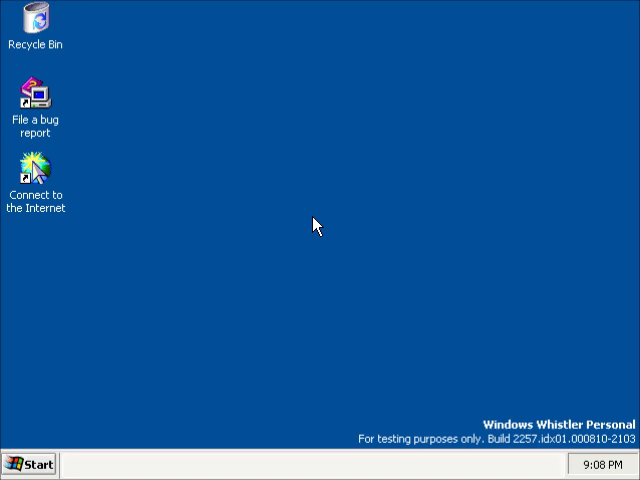 Recycle Bin
File a bug
report
Connect to
the Internet
Windows Whistler Personal
For testing purposes only. Build 2257.idx01.000810-2103
Start
9:08 PM